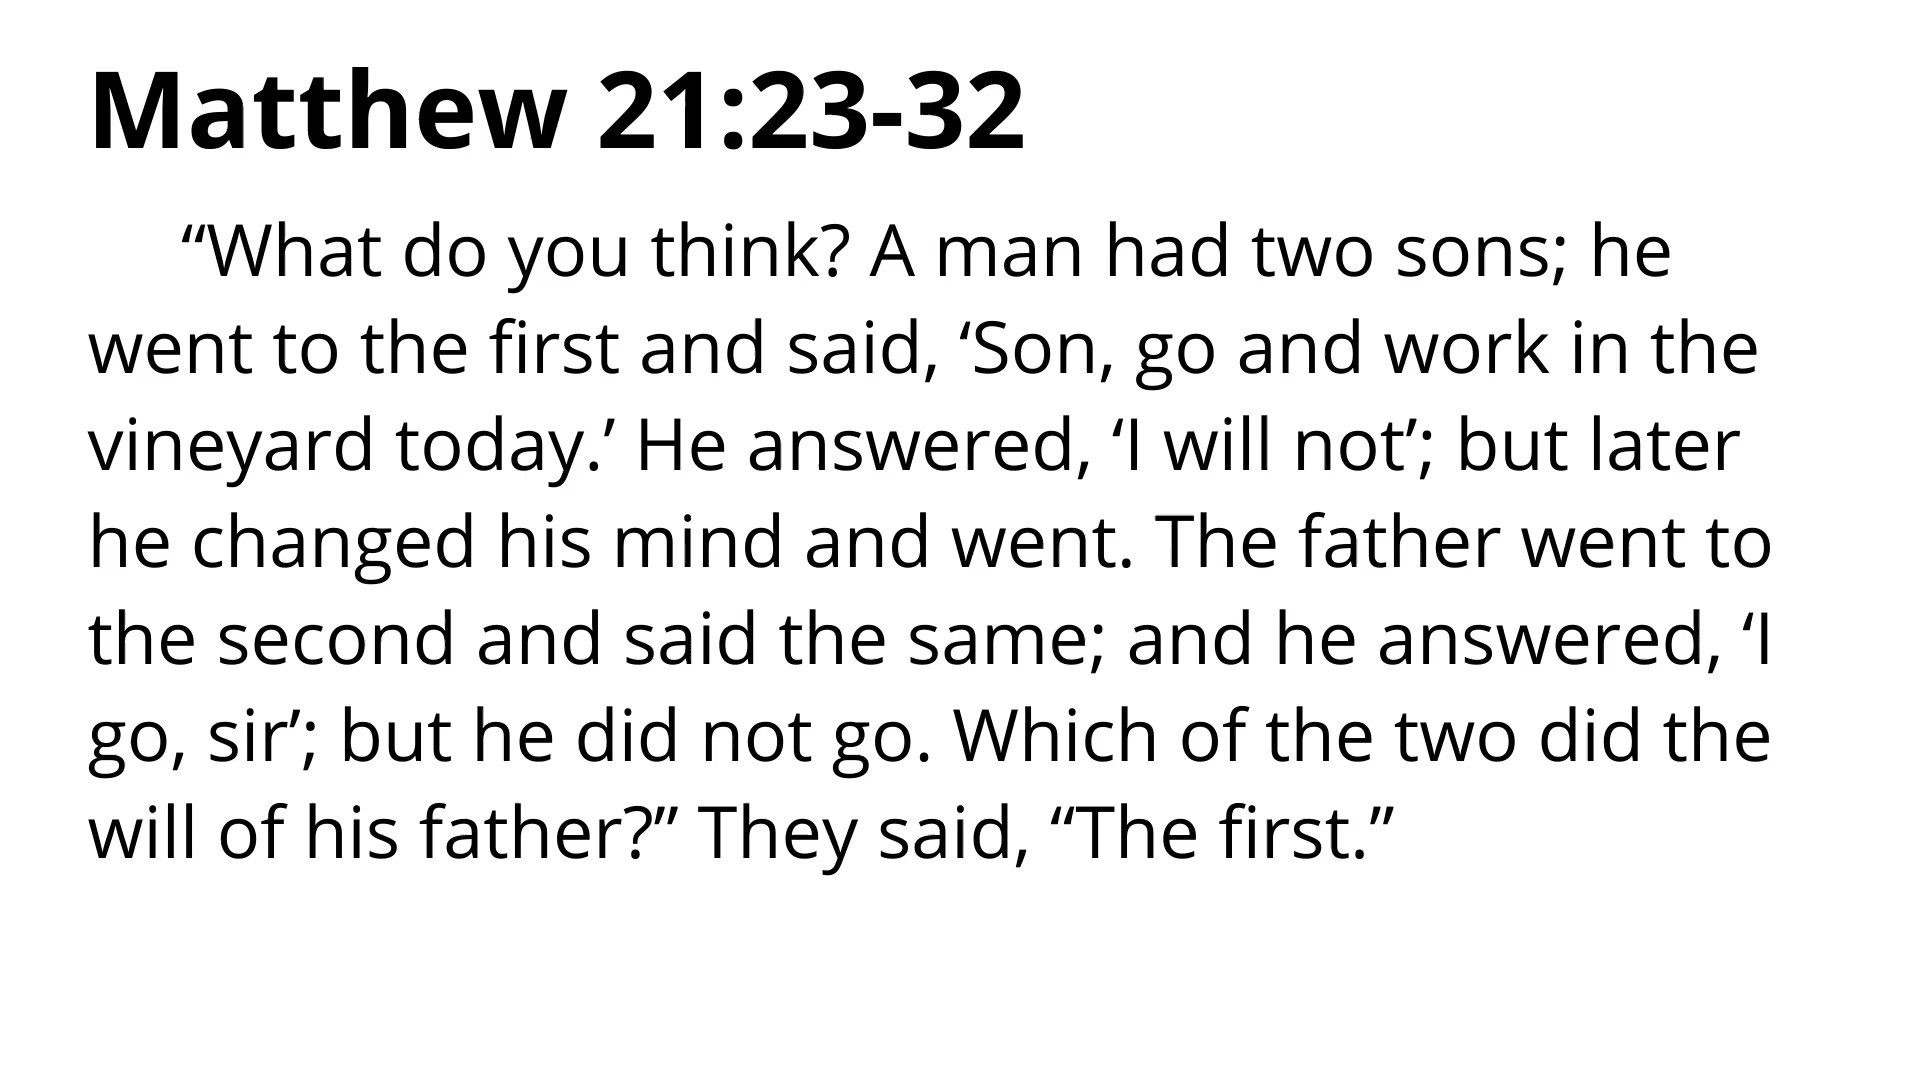 Matthew 21:23-32
“What do you think? A man had two sons; he
went to the first and said, ‘Son, go and work in the
vineyard today.’ He answered, ‘I will not’; but later
he changed his mind and went. The father went to
the second and said the same; and he answered, ‘I
go, sir’; but he did not go. Which of the two did the
will of his father?” They said, “The first.”